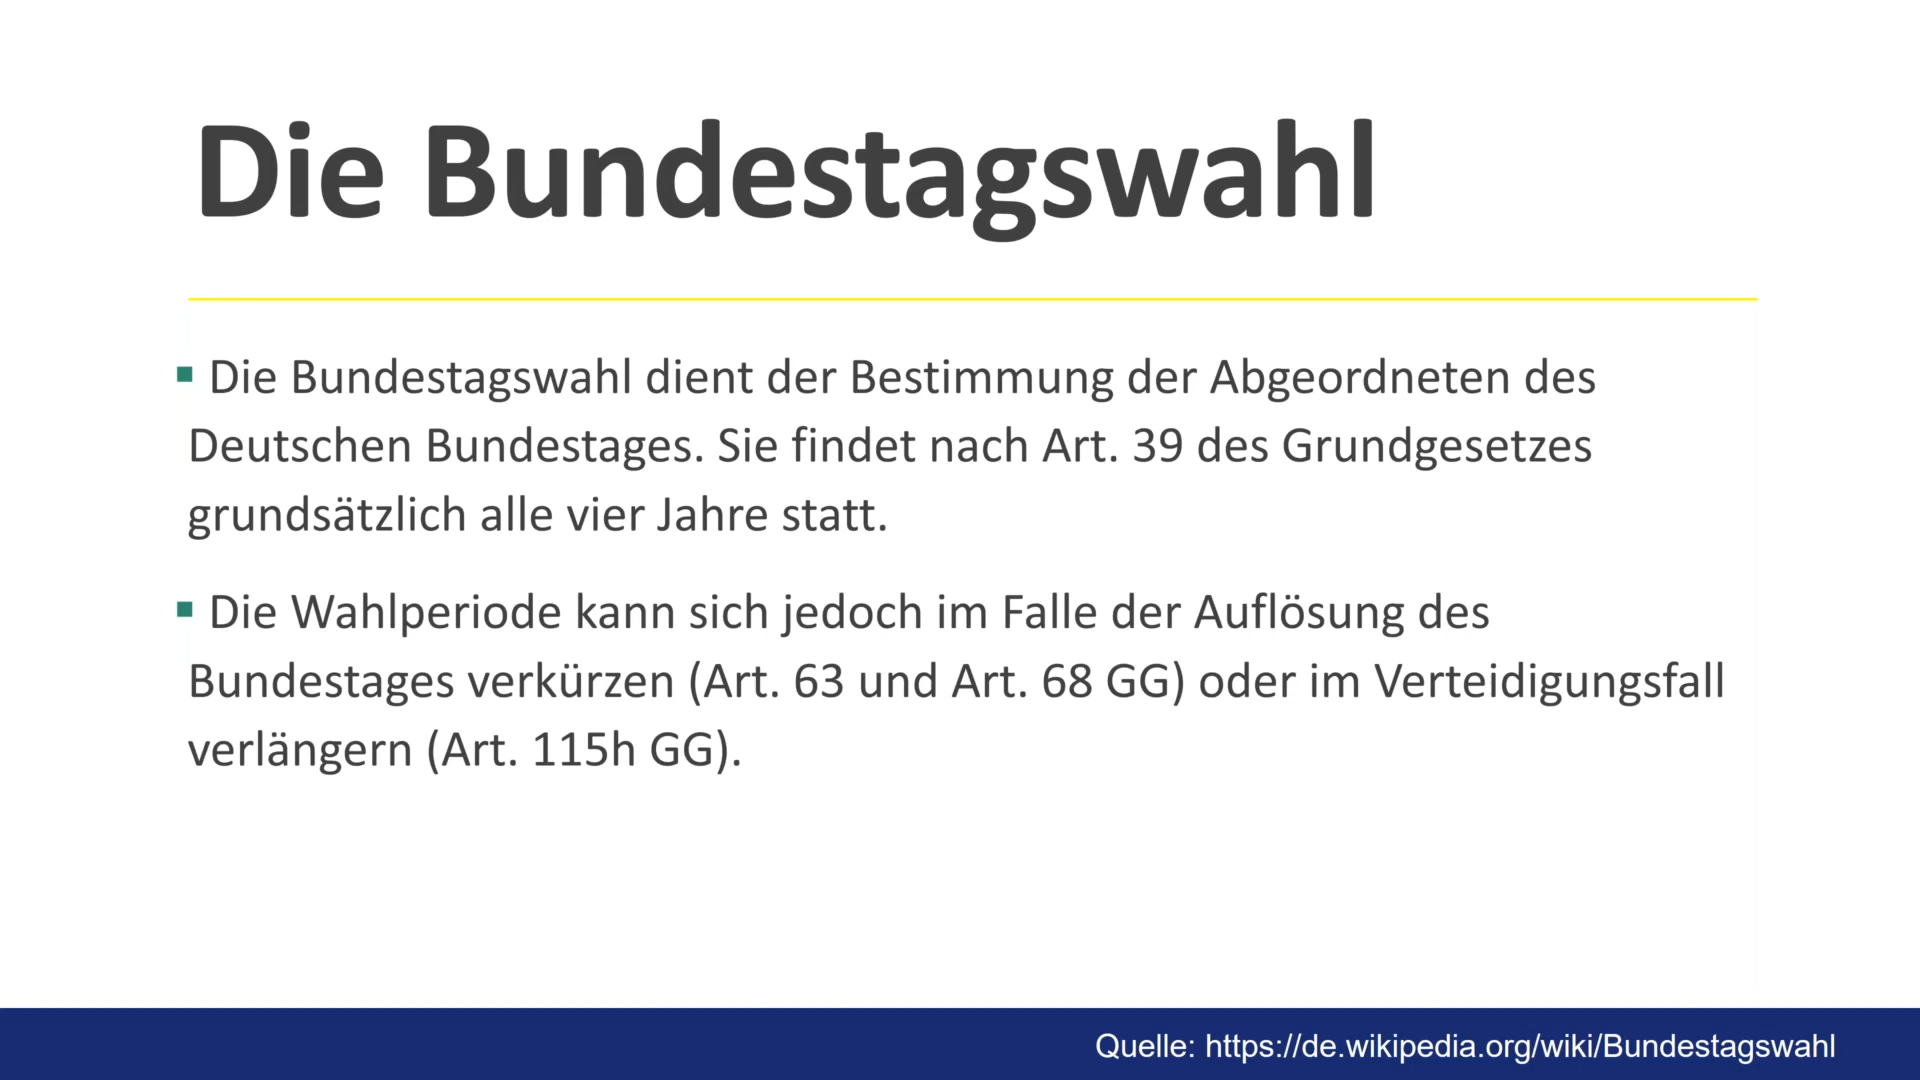 Die Bundestagswahl
▪ Die Bundestagswahl dient der Bestimmung der Abgeordneten des
Deutschen Bundestages. Sie findet nach Art. 39 des Grundgesetzes
grundsätzlich alle vier Jahre statt.
▪ Die Wahlperiode kann sich jedoch im Falle der Auflösung des
Bundestages verkürzen (Art. 63 und Art. 68 GG) oder im Verteidigungsfall
verlängern (Art. 115h GG).
Quelle: https://de.wikipedia.org/wiki/Bundestagswahl